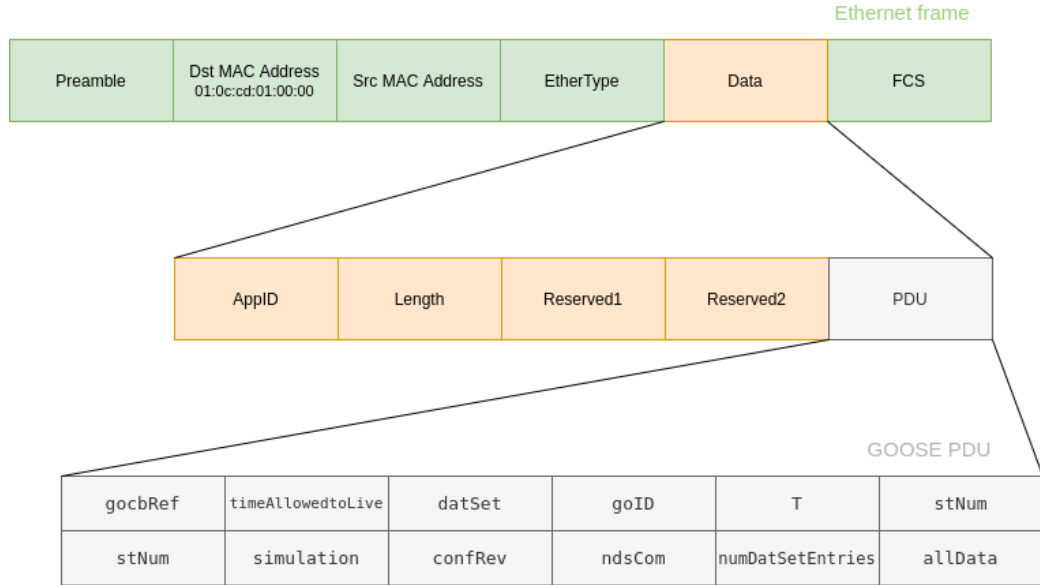 Ethernet frame
Preamble
Dst MAC Address
01:0c:cd:01:00:00
Src MAC Address
EtherType
Data
FCS
AppID
Length
Reserved1
Reserved2
PDU
GOOSE PDU
gocbRef
timeAllowedtoLive
datSet
goID
T
stNum
stNum
simulation
confRev
ndsCom
numDatSetEntries
allData